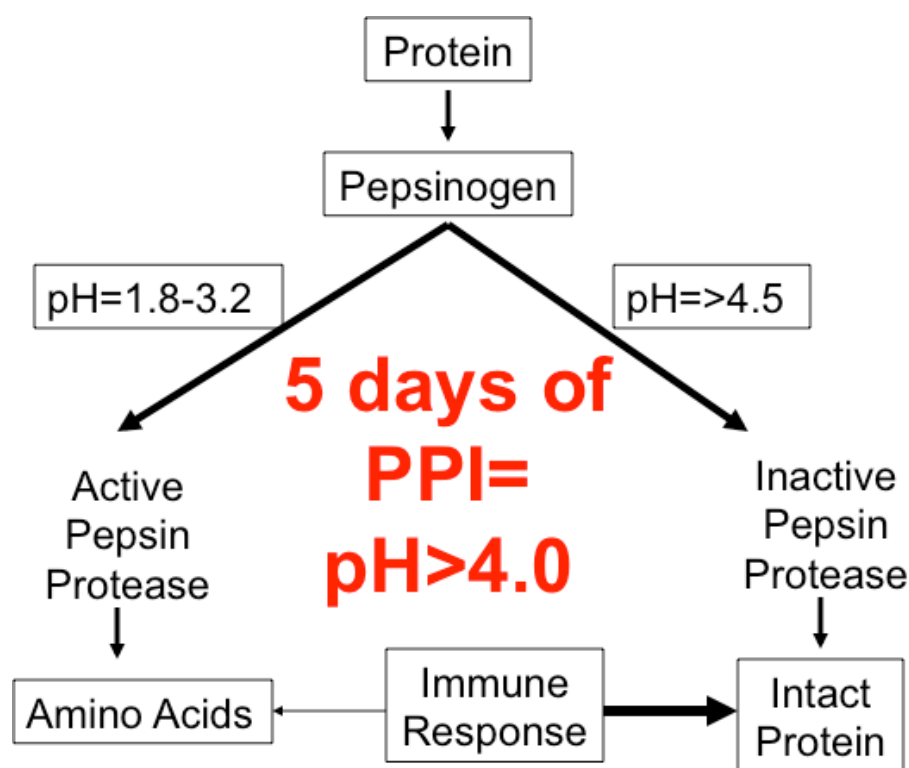 Protein
Pepsinogen
pH=1.8-3.2
pH=>4.5
5 days of
PPI=
pH>4.0
Active
Pepsin
Protease
Inactive
Pepsin
Protease
Amino Acids
Immune
Response
Intact
Protein